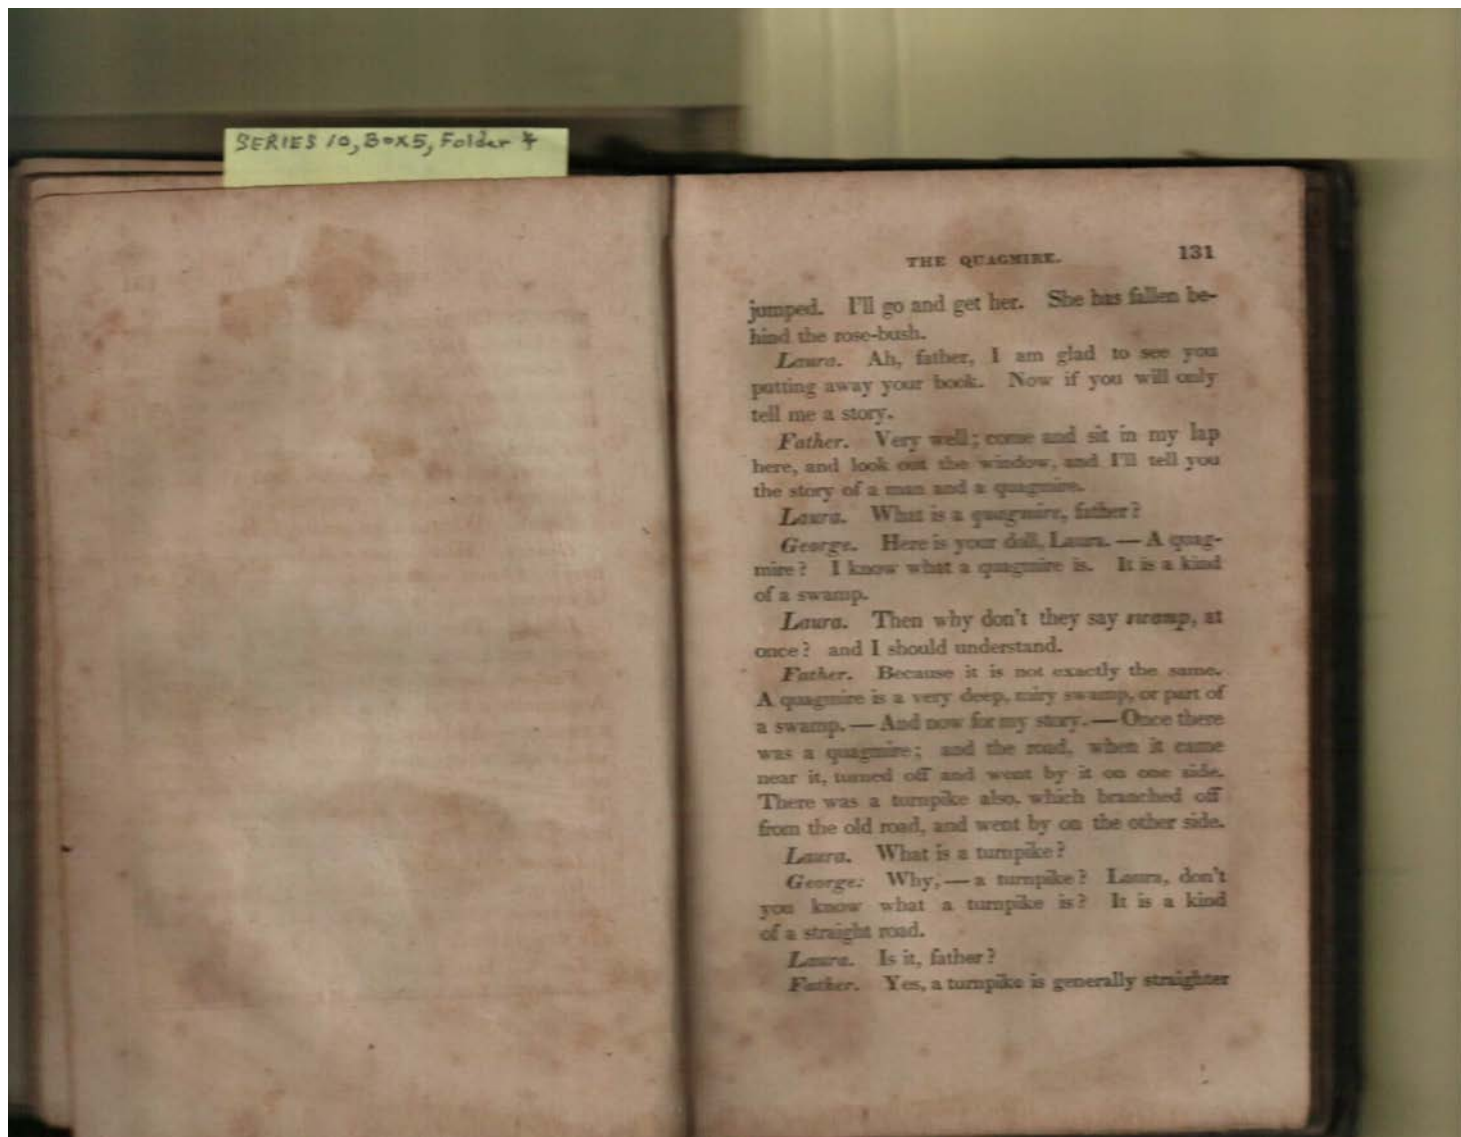 SERIES 10, Box 5, Folder 4
THE QUAGMIRE. 131
jumped. I'll go and get her. She has fallen be-
hind the rose-bush.
Laura. Ah, father, I am glad to see you
putting away your book. Now if you will only
tell me a story.
Father. Very well; come and sit in my lap
here, and look out the window, and I'll tell you
the story of a man and a quagmire.
Laura. What is a quagmire, father?
George. Here is your doll, Laura. — A quag-
mire? I know what a quagmire is. It is a kind
of a swamp.
Laura. Then why don't they say swamp, at
once? and I should understand.
Father. Because it is not exactly the same.
A quagmire is a very deep, miry swamp, or part of
a swamp. — And now for my story. — Once there
was a quagmire; and the road, when it came
near it, turned off and went by it on one side.
There was a turnpike also, which branched off
from the old road, and went by on the other side.
Laura. What is a turnpike?
George. Why, — a turnpike? Laura, don't
you know what a turnpike is? It is a kind
of a straight road.
Laura. Is it, father?
Father. Yes, a turnpike is generally straighter